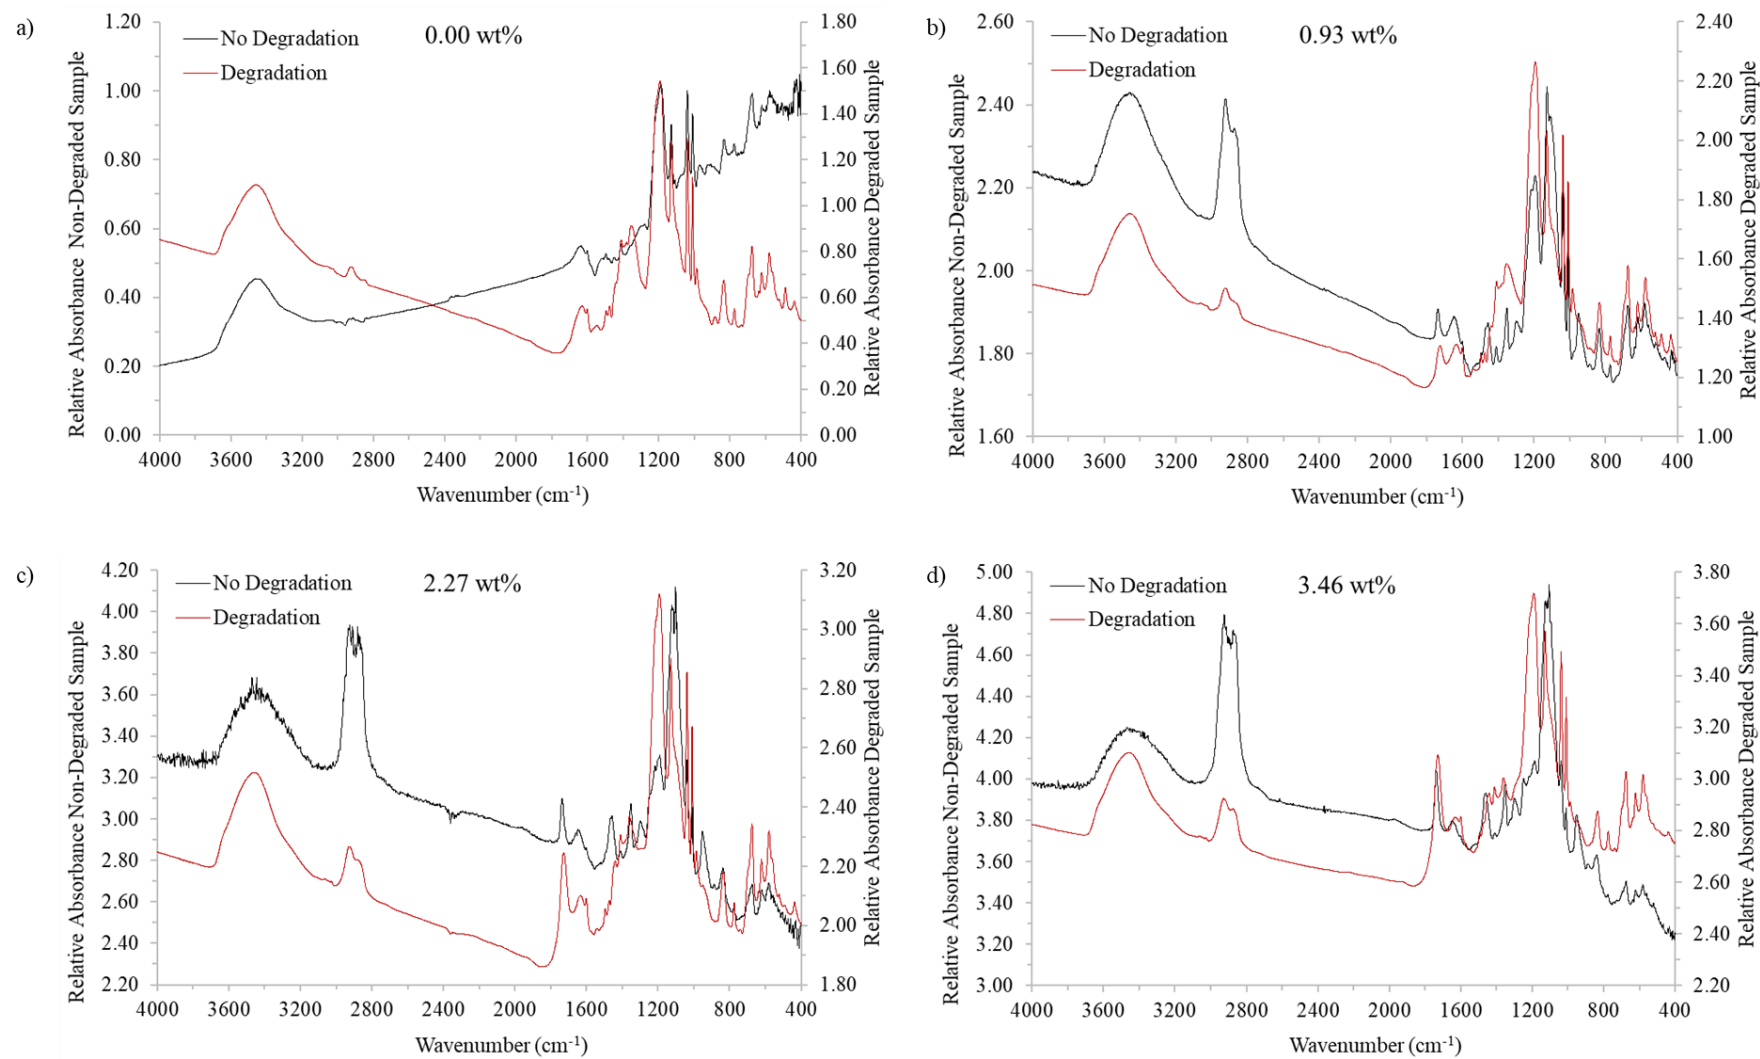 a)
0.00 wt%
No Degradation
Degradation
Relative Absorbance Non-Degraded Sample
1.20
1.00
0.80
0.60
0.40
0.20
0.00
1.80
1.60
1.40
1.20
1.00
0.80
0.60
0.40
0.20
0.00
Relative Absorbance Degraded Sample
4000 3600 3200 2800 2400 2000 1600 1200 800 400
Wavenumber (cm-1)
b)
0.93 wt%
No Degradation
Degradation
Relative Absorbance Non-Degraded Sample
2.60
2.40
2.20
2.00
1.80
1.60
2.40
2.20
2.00
1.80
1.60
1.40
1.20
1.00
Relative Absorbance Degraded Sample
4000 3600 3200 2800 2400 2000 1600 1200 800 400
Wavenumber (cm-1)
c)
2.27 wt%
No Degradation
Degradation
Relative Absorbance Non-Degraded Sample
4.20
4.00
3.80
3.60
3.40
3.20
3.00
2.80
2.60
2.40
2.20
3.20
3.00
2.80
2.60
2.40
2.20
2.00
1.80
Relative Absorbance Degraded Sample
4000 3600 3200 2800 2400 2000 1600 1200 800 400
Wavenumber (cm-1)
d)
3.46 wt%
No Degradation
Degradation
Relative Absorbance Non-Degraded Sample
5.00
4.80
4.60
4.40
4.20
4.00
3.80
3.60
3.40
3.20
3.00
3.80
3.60
3.40
3.20
3.00
2.80
2.60
2.40
2.20
Relative Absorbance Degraded Sample
4000 3600 3200 2800 2400 2000 1600 1200 800 400
Wavenumber (cm-1)